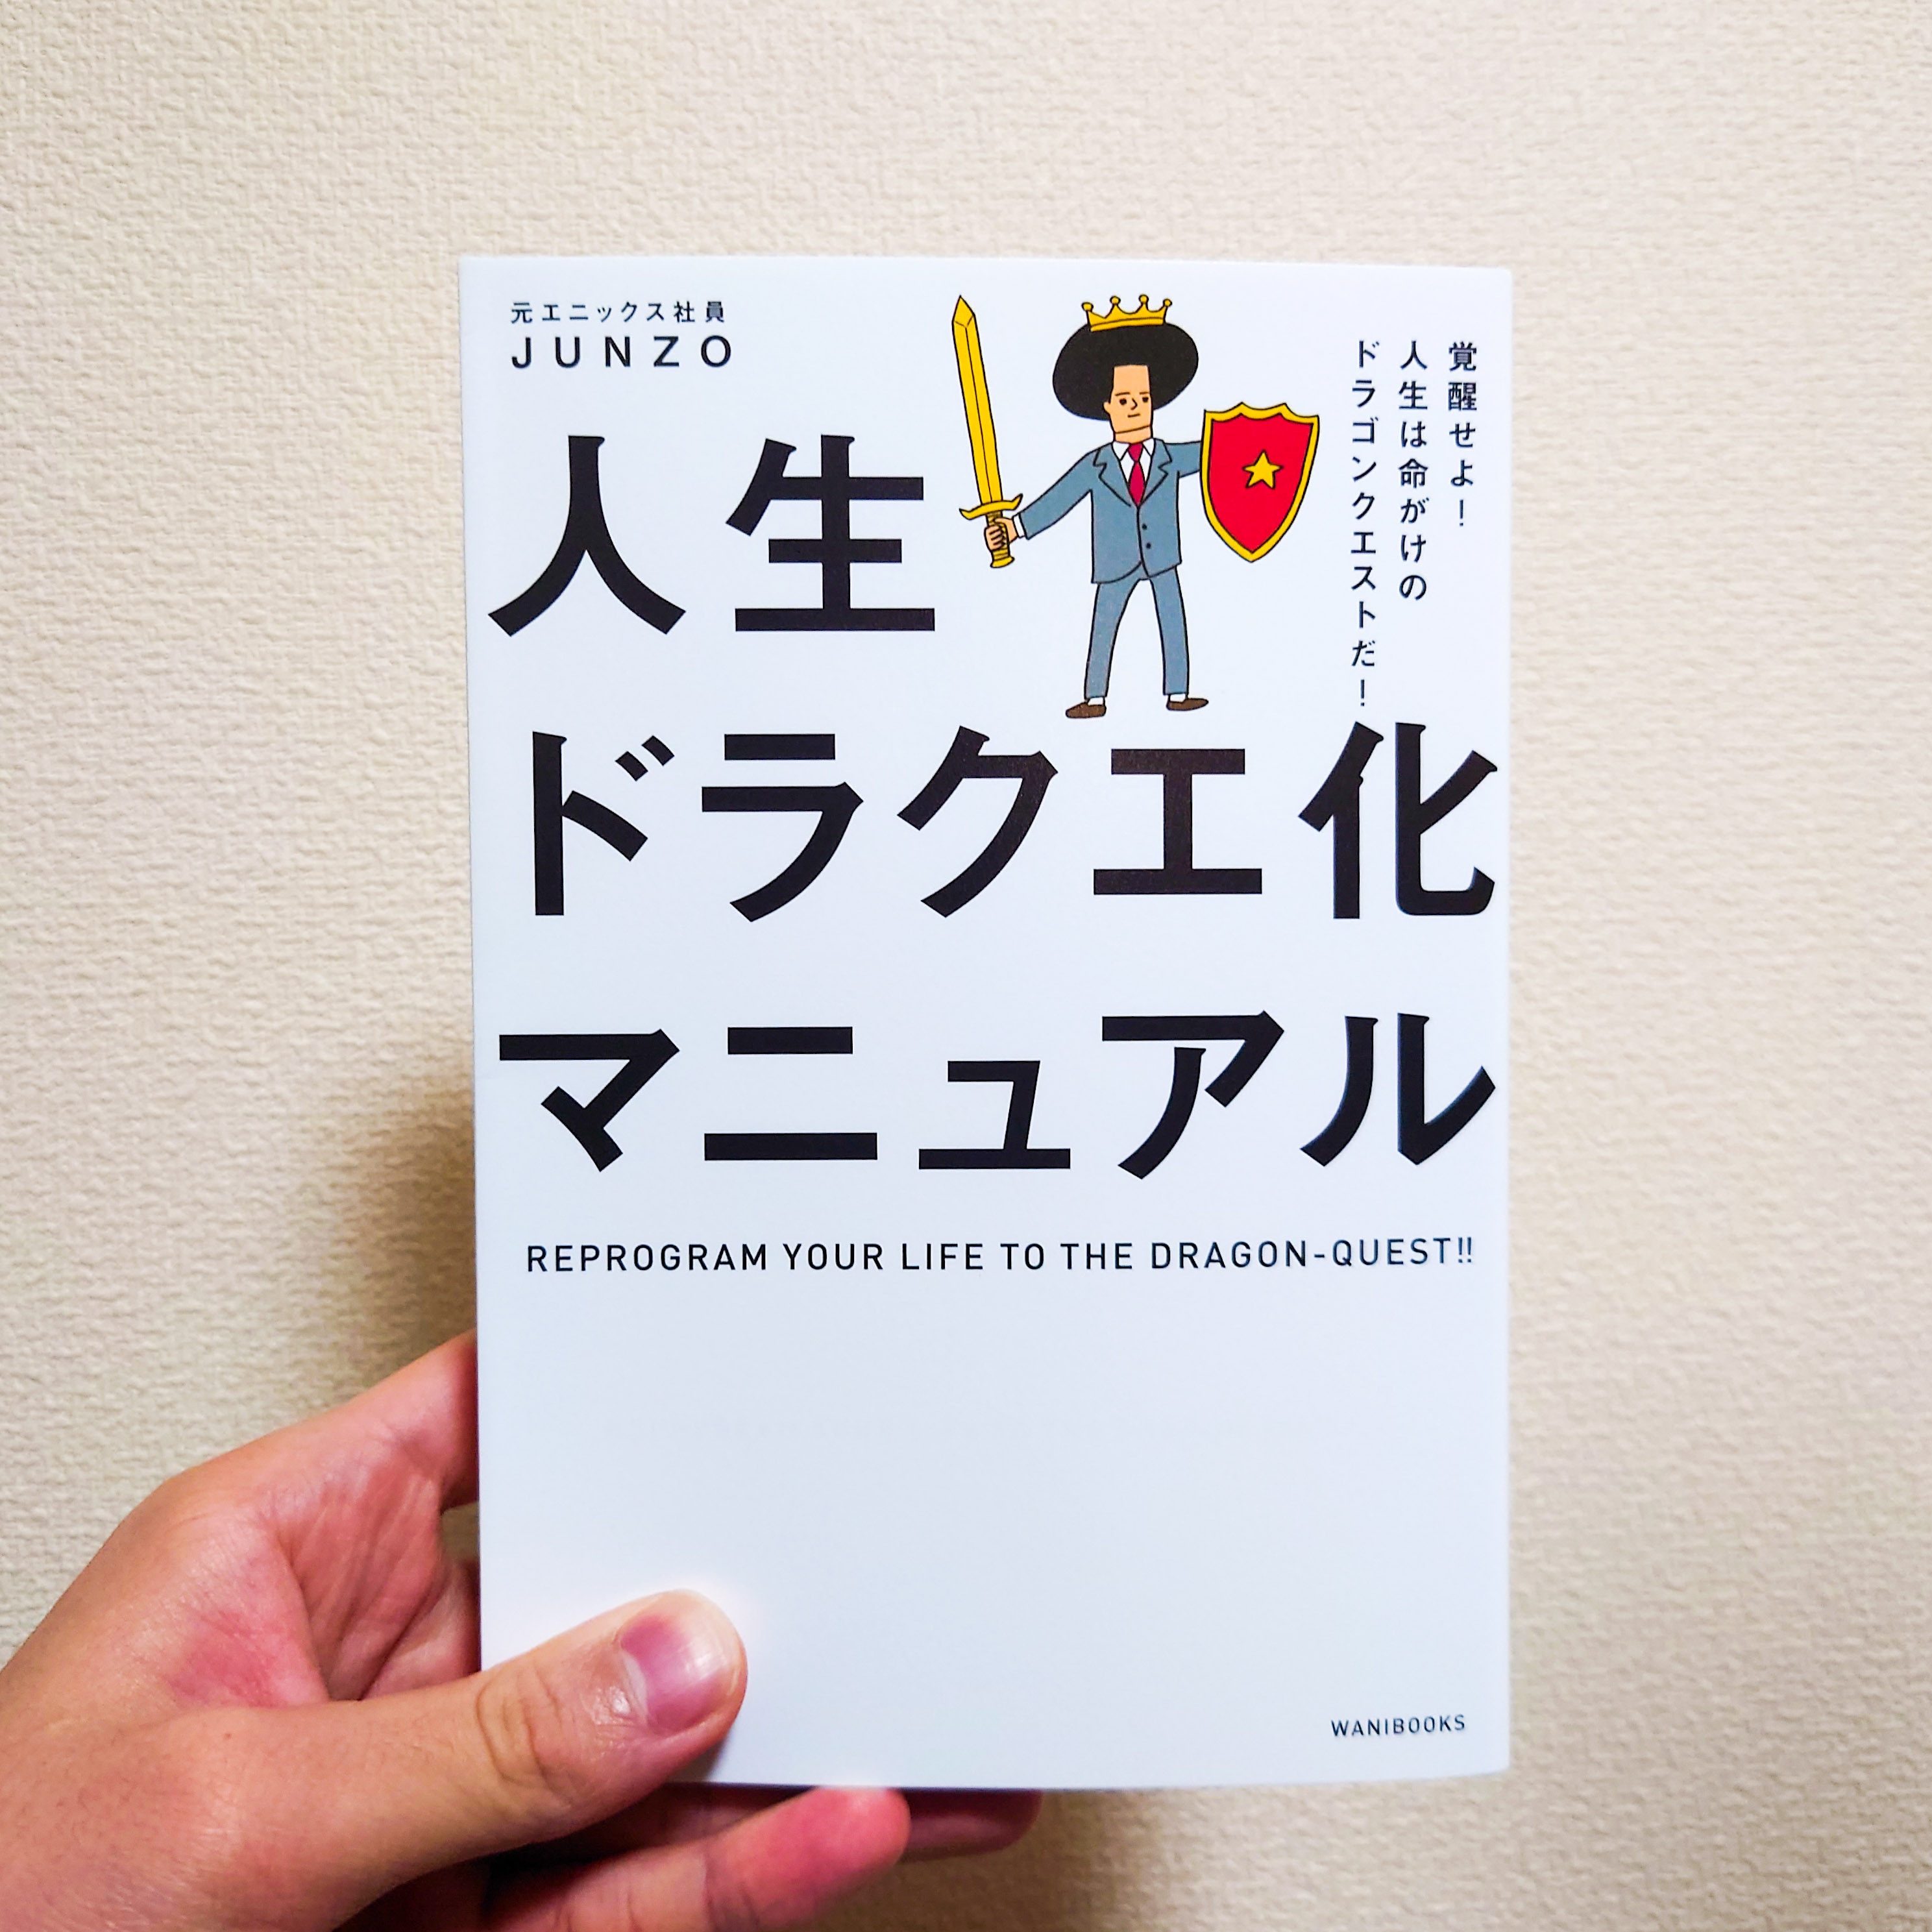 元エニックス社員
JUNZO
覚醒せよ！
人生は命がけの
ドラゴンクエストだ！
人生
ドラクエ化
マニュアル
REPROGRAM YOUR LIFE TO THE DRAGON-QUEST!!
WANIBOOKS